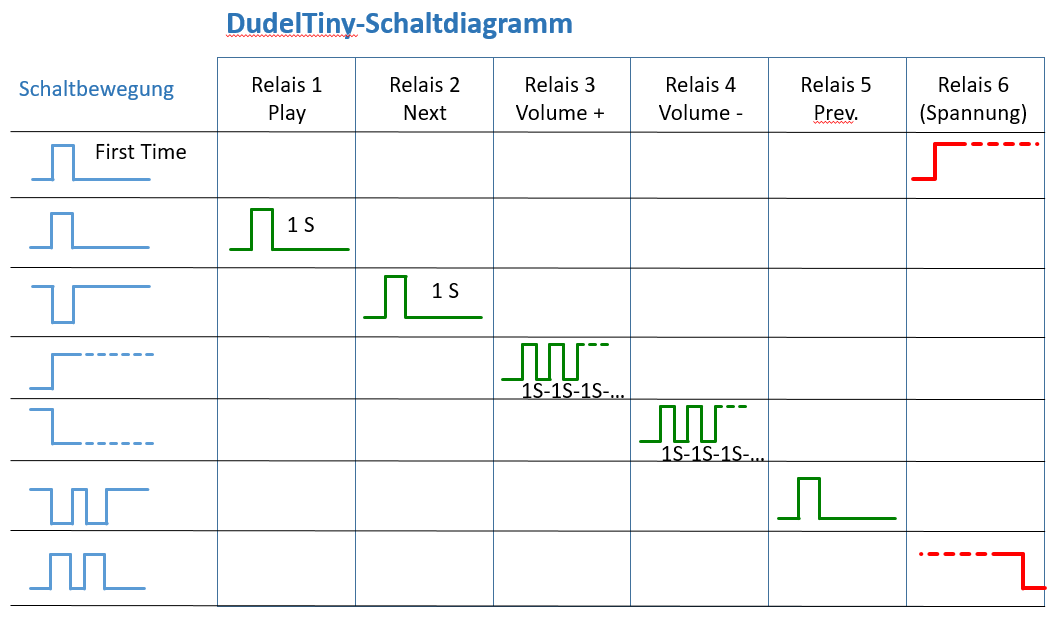 DudelTiny-Schaltdiagramm
Schaltbewegung
Relais 1
Play
Relais 2
Next
Relais 3
Volume +
Relais 4
Volume -
Relais 5
Prev.
Relais 6
(Spannung)
First Time
1 S
1 S
1S-1S-1S-...
1S-1S-1S-...